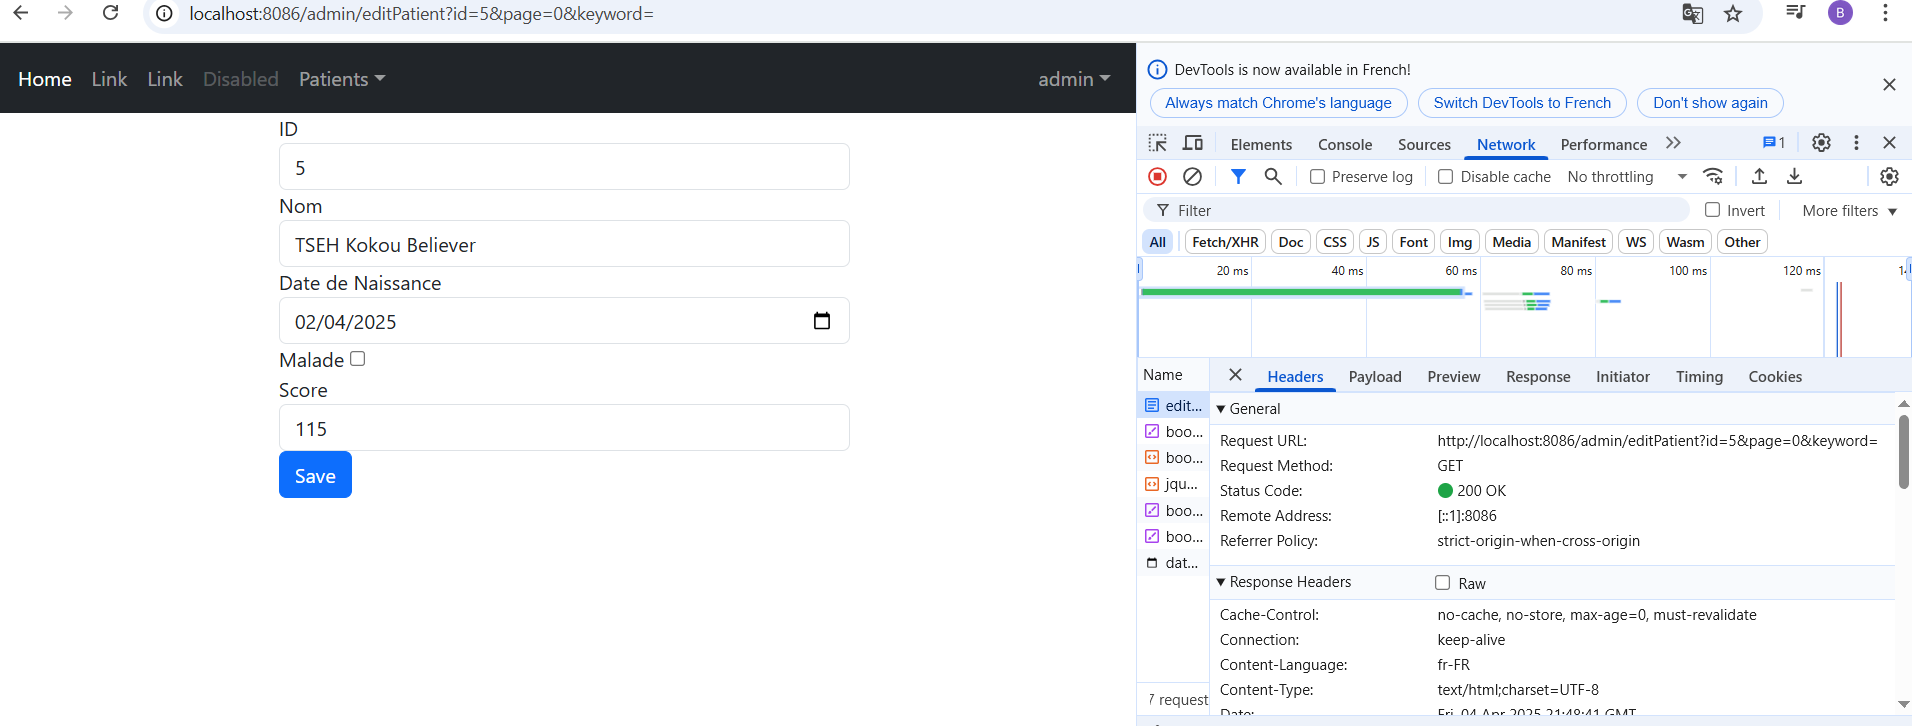 localhost:8086/admin/editPatient?id=5&page=0&keyword=
B
Home Link Link Disabled Patients admin
ID
5
Nom
TSEH Kokou Believer
Date de Naissance
02/04/2025
Malade
Score
115
Save
DevTools is now available in French!
Always match Chrome's language Switch DevTools to French Don't show again
Elements Console Sources Network Performance 1
Preserve log Disable cache No throttling
Filter Invert More filters
All Fetch/XHR Doc CSS JS Font Img Media Manifest WS Wasm Other
20 ms 40 ms 60 ms 80 ms 100 ms 120 ms
Name Headers Payload Preview Response Initiator Timing Cookies
edit...
boo...
boo...
jqu...
boo...
boo...
dat...
7 request
General
Request URL: http://localhost:8086/admin/editPatient?id=5&page=0&keyword=
Request Method: GET
Status Code: 200 OK
Remote Address: [::1]:8086
Referrer Policy: strict-origin-when-cross-origin
Response Headers Raw
Cache-Control: no-cache, no-store, max-age=0, must-revalidate
Connection: keep-alive
Content-Language: fr-FR
Content-Type: text/html;charset=UTF-8
Date: Fri, 04 Apr 2025 21:48:41 GMT